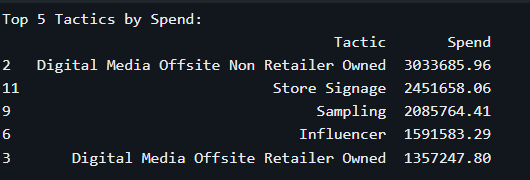 Top 5 Tactics by Spend:
Tactic Spend
2 Digital Media Offsite Non Retailer Owned 3033685.96
11 Store Signage 2451658.06
9 Sampling 2085764.41
6 Influencer 1591583.29
3 Digital Media Offsite Retailer Owned 1357247.80